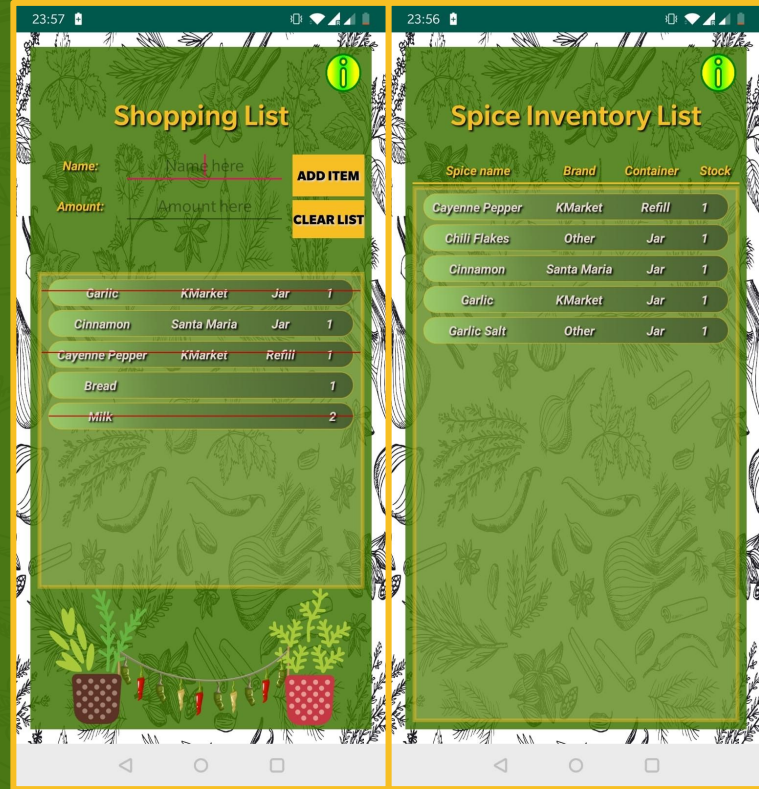 23:57
Shopping List
Name: Name here
ADD ITEM
Amount: Amount here
CLEAR LIST
Garlic KMarket Jar 1
Cinnamon Santa Maria Jar 1
Cayenne Pepper KMarket Refill 1
Bread 1
Milk 2
23:56
Spice Inventory List
Spice name Brand Container Stock
Cayenne Pepper KMarket Refill 1
Chili Flakes Other Jar 1
Cinnamon Santa Maria Jar 1
Garlic KMarket Jar 1
Garlic Salt Other Jar 1